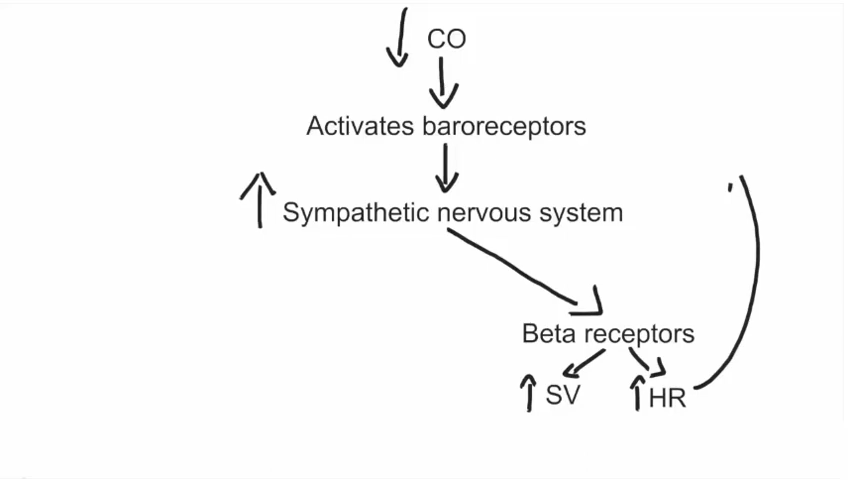 CO
Activates baroreceptors
Sympathetic nervous system
Beta receptors
SV
HR